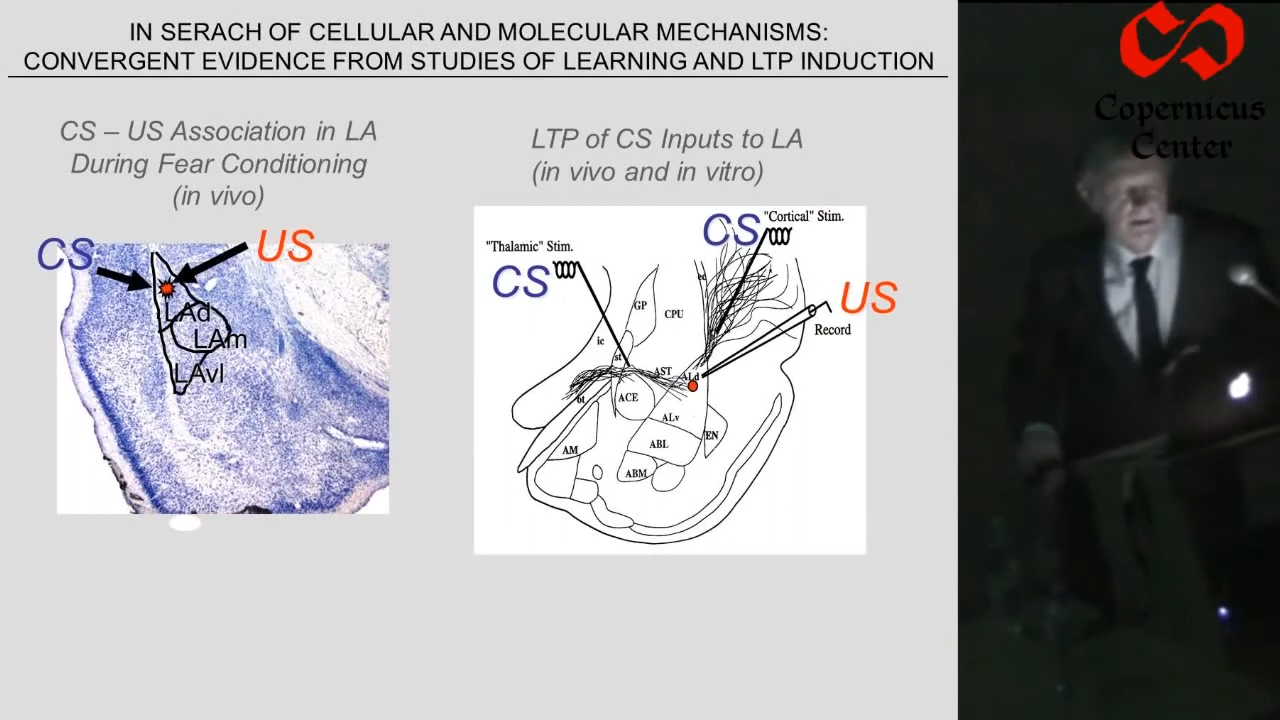 IN SERACH OF CELLULAR AND MOLECULAR MECHANISMS:
CONVERGENT EVIDENCE FROM STUDIES OF LEARNING AND LTP INDUCTION
CS – US Association in LA
During Fear Conditioning
(in vivo)
CS
US
LAd
LAm
LAvl
LTP of CS Inputs to LA
(in vivo and in vitro)
"Thalamic" Stim.
CS
CS
"Cortical" Stim.
US
Record
GP
CPU
ec
ic
st
AST
ALd
ot
ACE
ALv
AM
ABL
EN
ABM
Copernicus
Center